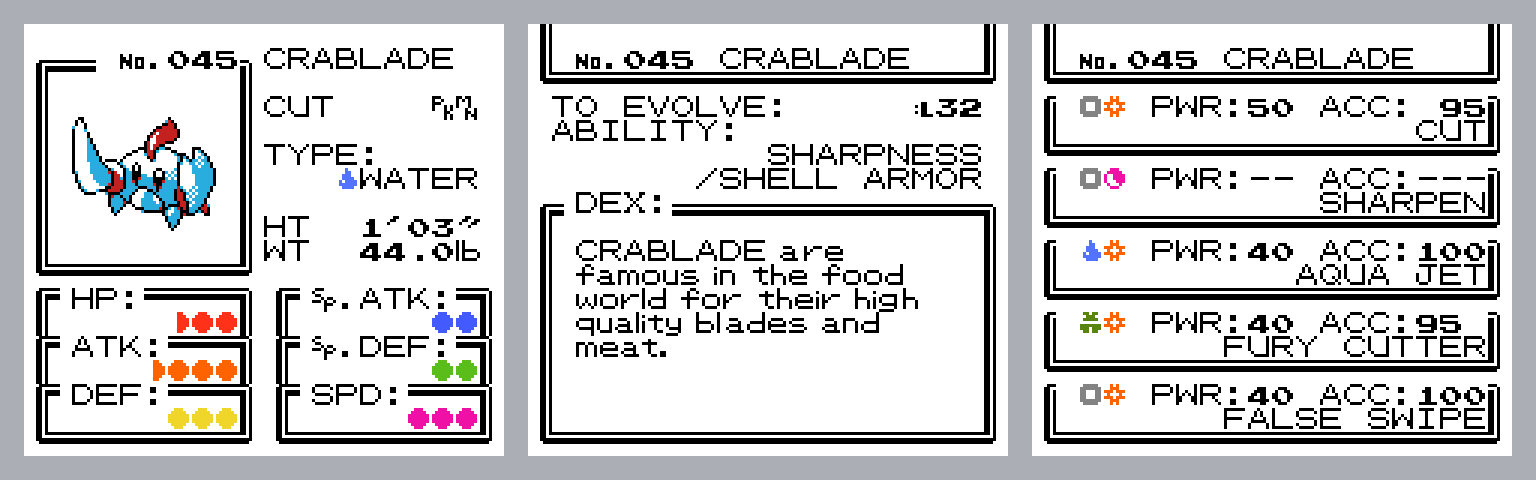 No. 045 CRABLADE
CUT PKMN
TYPE:
WATER
HT 1'03"
WT 44.0lb
HP: Sp. ATK:
ATK: Sp. DEF:
DEF: SPD:
No. 045 CRABLADE
TO EVOLVE: :L32
ABILITY:
SHARPNESS
/SHELL ARMOR
DEX:
CRABLADE are
famous in the food
world for their high
quality blades and
meat.
No. 045 CRABLADE
PWR:50 ACC: 95
CUT
PWR:-- ACC:---
SHARPEN
PWR:40 ACC:100
AQUA JET
PWR:40 ACC:95
FURY CUTTER
PWR:40 ACC:100
FALSE SWIPE